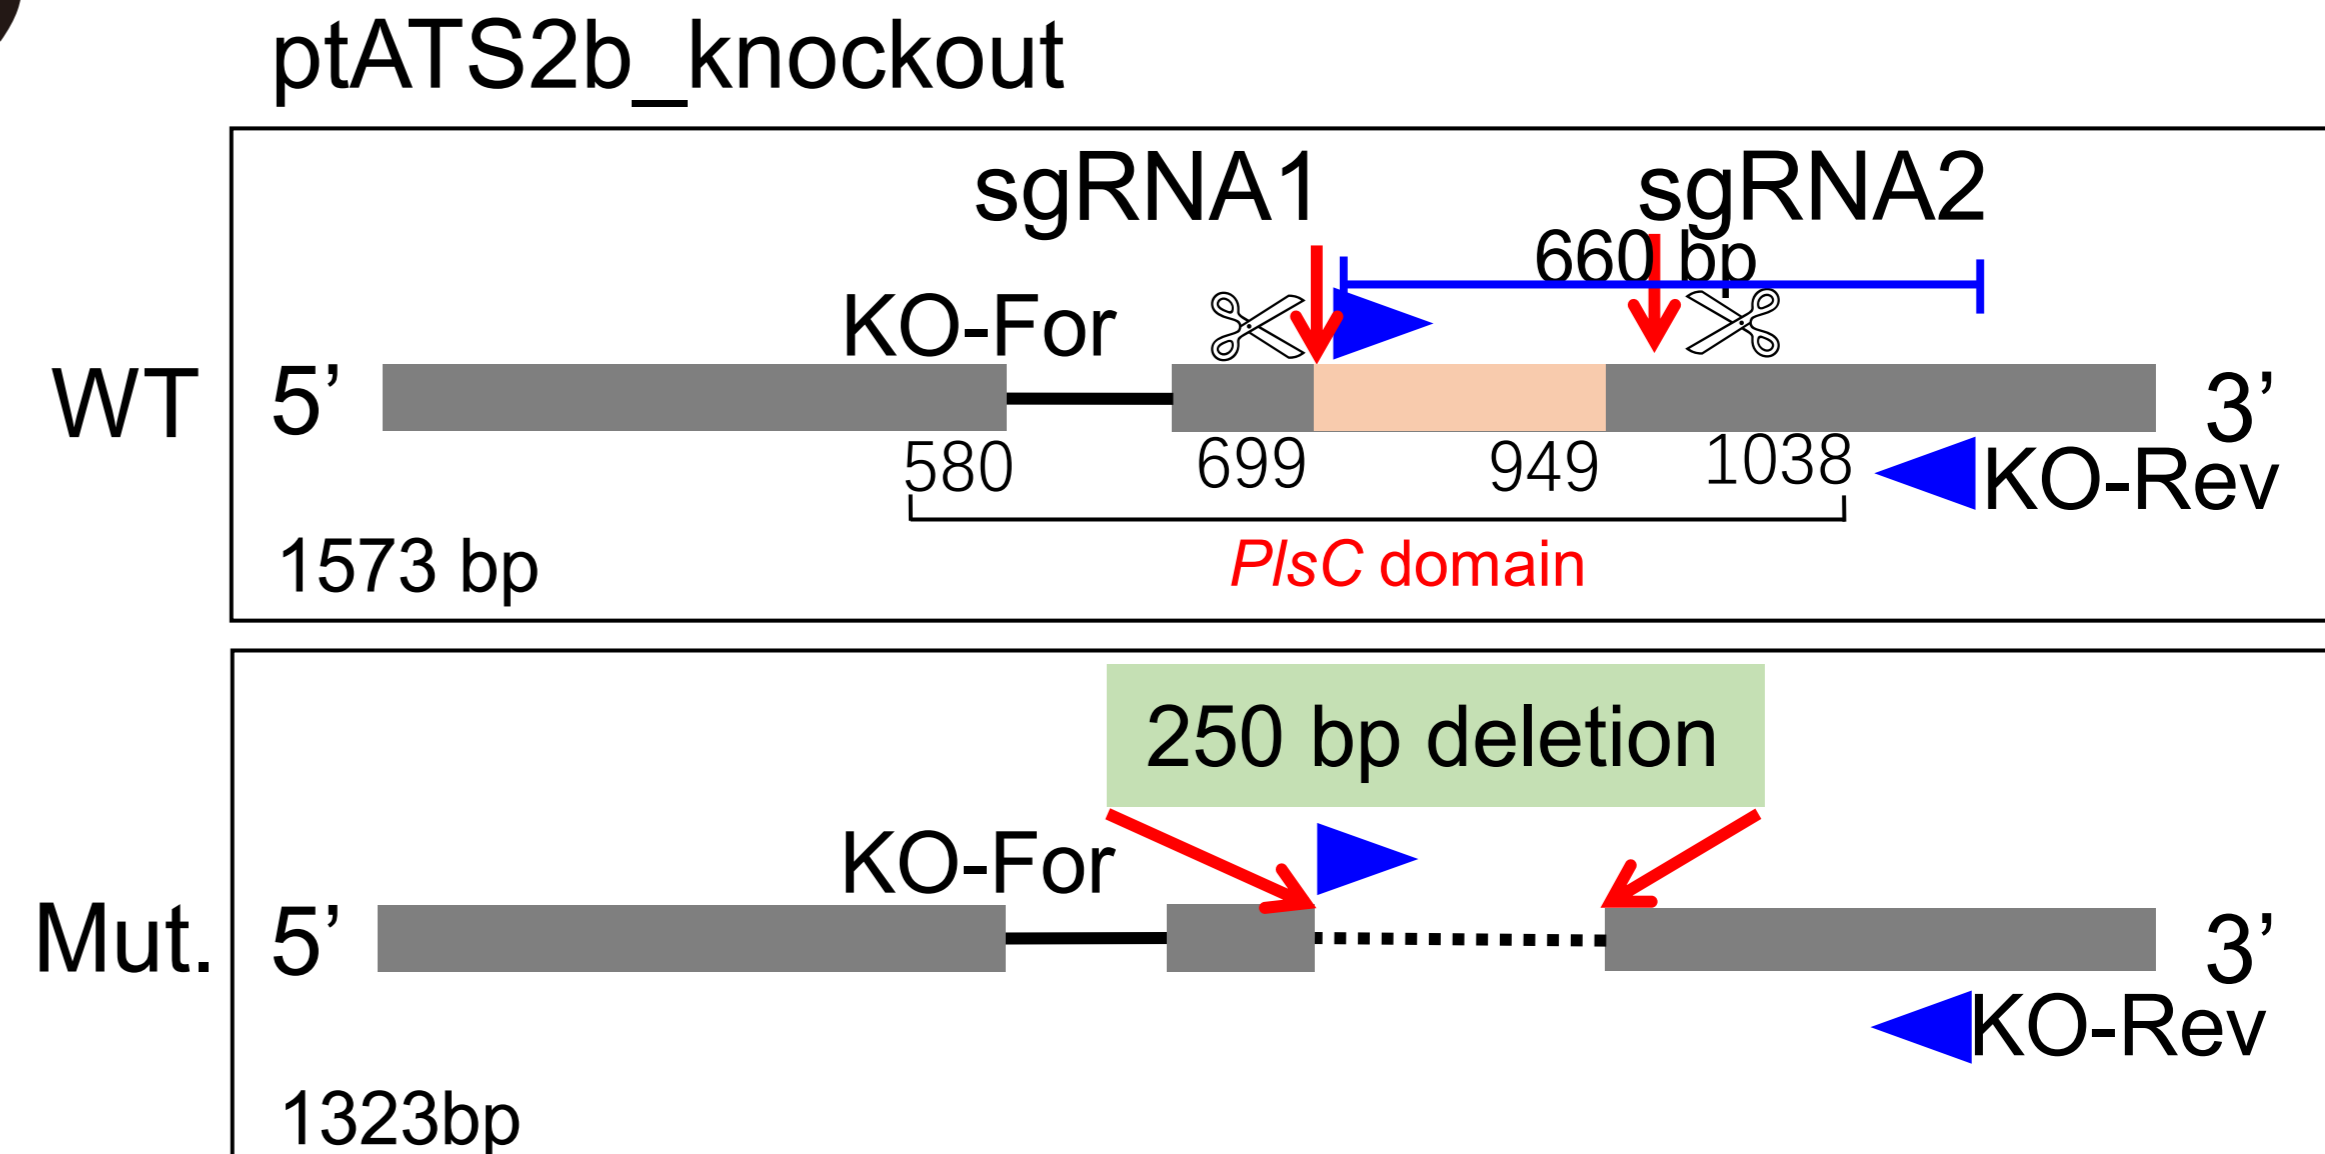 ptATS2b_knockout
sgRNA1
sgRNA2
660 bp
KO-For
WT
5’
3’
580
699
949
1038
KO-Rev
PlsC domain
1573 bp
250 bp deletion
KO-For
Mut.
5’
3’
KO-Rev
1323bp